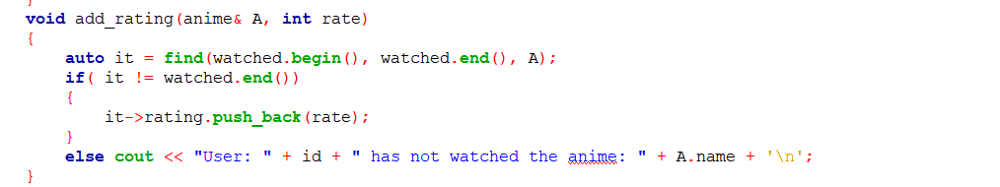 }
void add_rating(anime& A, int rate)
{
    auto it = find(watched.begin(), watched.end(), A);
    if( it != watched.end())
    {
        it->rating.push_back(rate);
    }
    else cout << "User: " + id + " has not watched the anime: " + A.name + '\n';
}